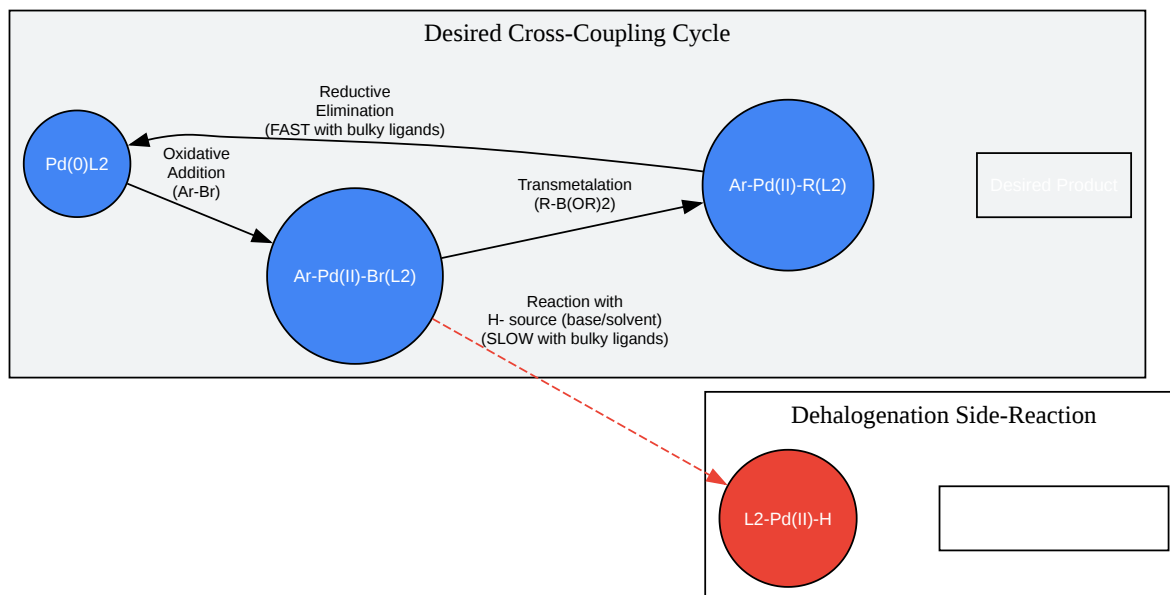 Desired Cross-Coupling Cycle
Reductive
Elimination
(FAST with bulky ligands)
Pd(0)L2
Oxidative
Addition
(Ar-Br)
Transmetalation
(R-B(OR)2)
Ar-Pd(II)-R(L2)
Desired Product
Ar-Pd(II)-Br(L2)
Reaction with
H- source (base/solvent)
(SLOW with bulky ligands)
Dehalogenation Side-Reaction
L2-Pd(II)-H